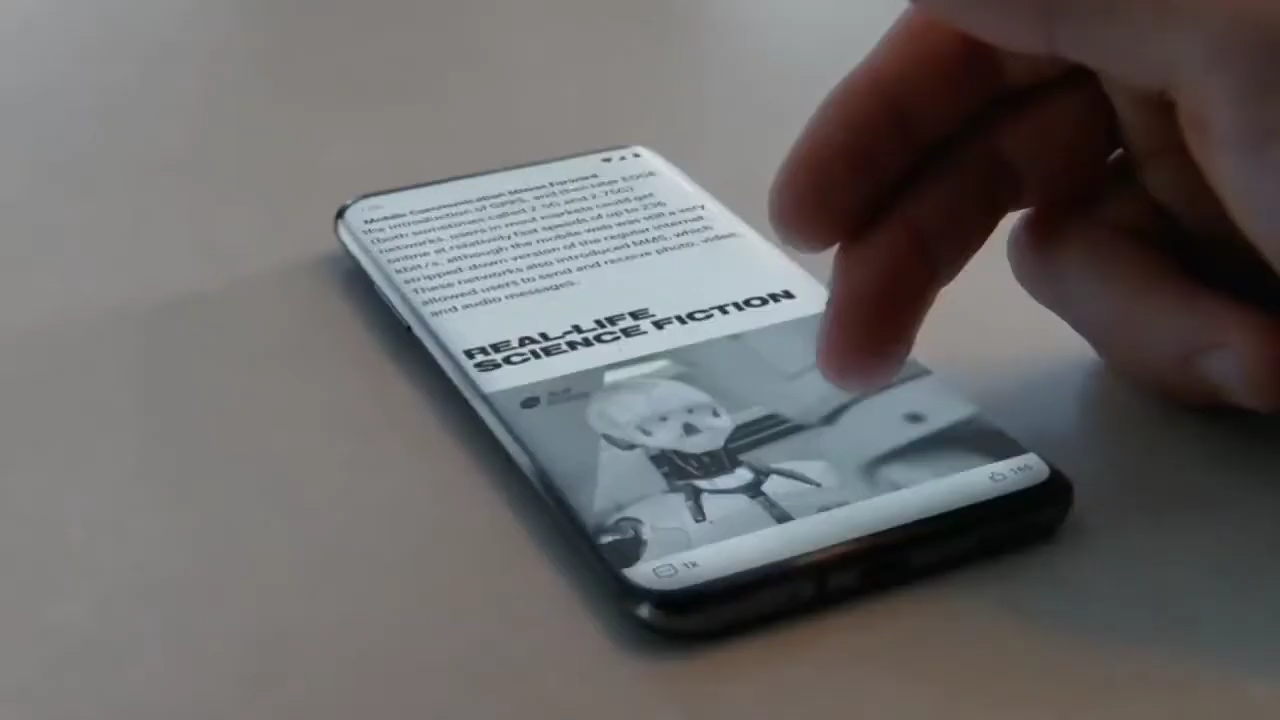 Mobile Communication Moves Forward
the introduction of GPRS, and then later EDGE
(both sometimes called 2.5G and 2.75G)
networks, users in most markets could get
online at relatively fast speeds of up to 236
kbit/s, although the mobile web was still a very
stripped-down version of the regular internet.
These networks also introduced MMS, which
allowed users to send and receive photo, video
and audio messages.
REAL-LIFE
SCIENCE FICTION